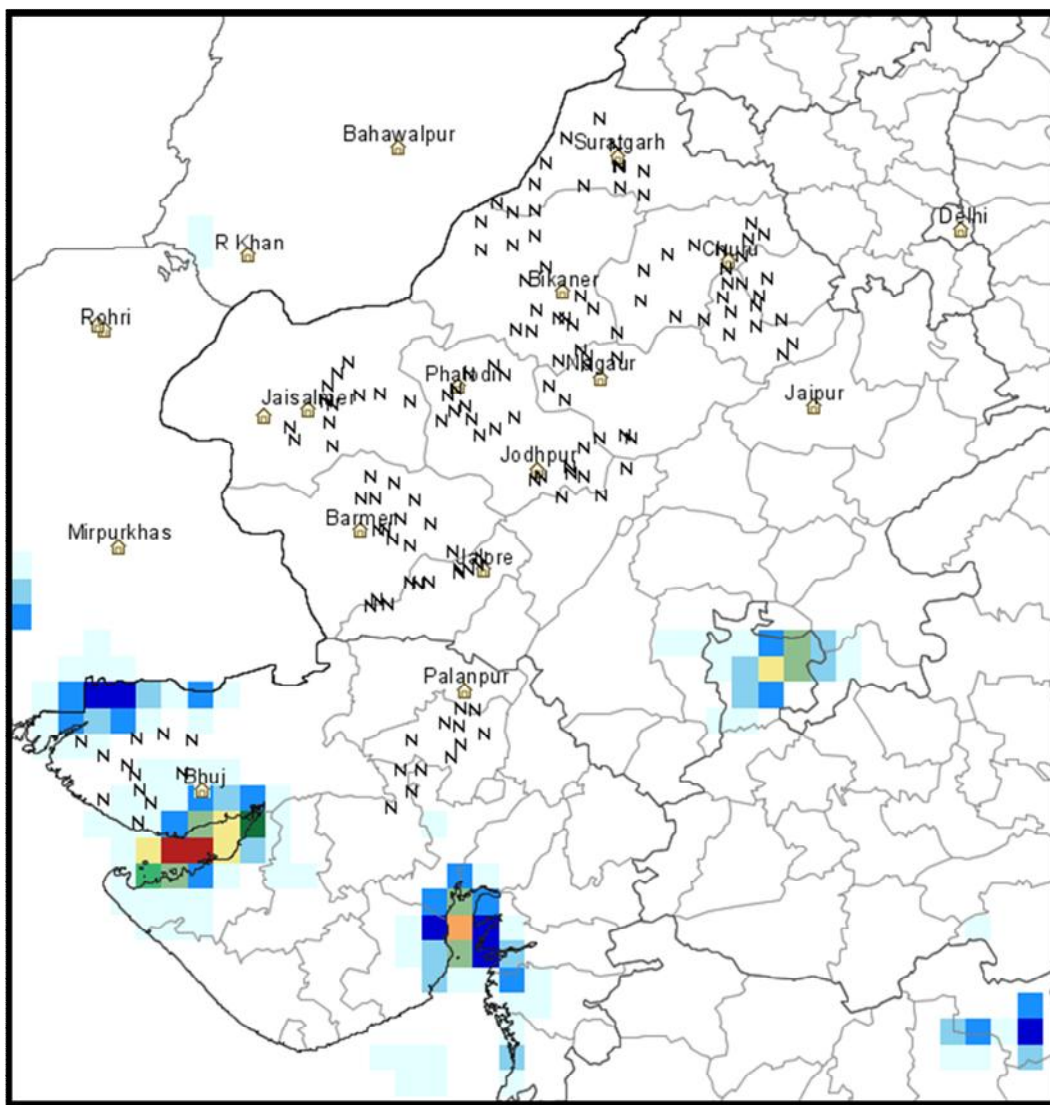 Bahawalpur
Suratgarh
Delhi
R Khan
Churu
Bikaner
Rohri
Phalodi
Nagaur
Jaisalmer
Jaipur
Jodhpur
Barmer
Mirpurkhas
Jalore
Palanpur
Bhuj